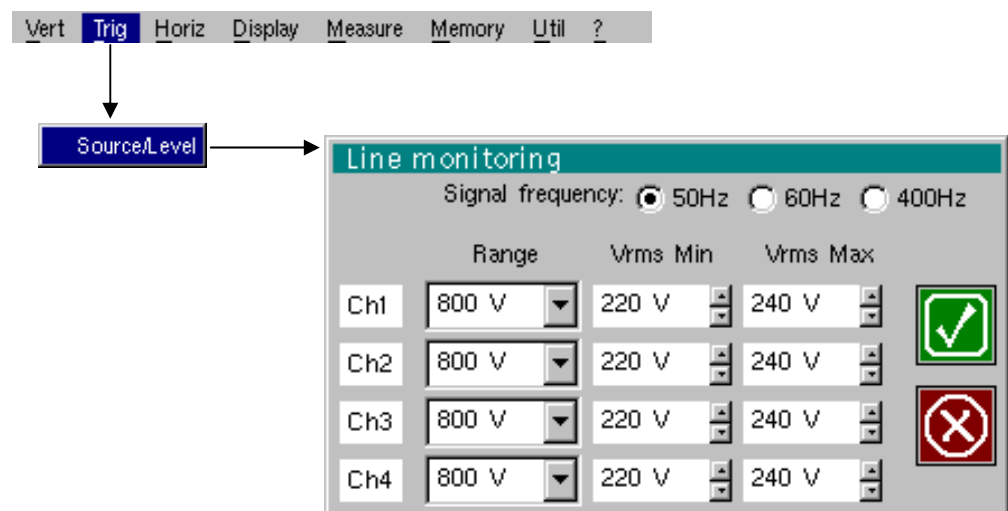 Vert Trig Horiz Display Measure Memory Util ?
Source/Level
Line monitoring
Signal frequency: 50Hz 60Hz 400Hz
Range Vrms Min Vrms Max
Ch1 800 V 220 V 240 V
Ch2 800 V 220 V 240 V
Ch3 800 V 220 V 240 V
Ch4 800 V 220 V 240 V